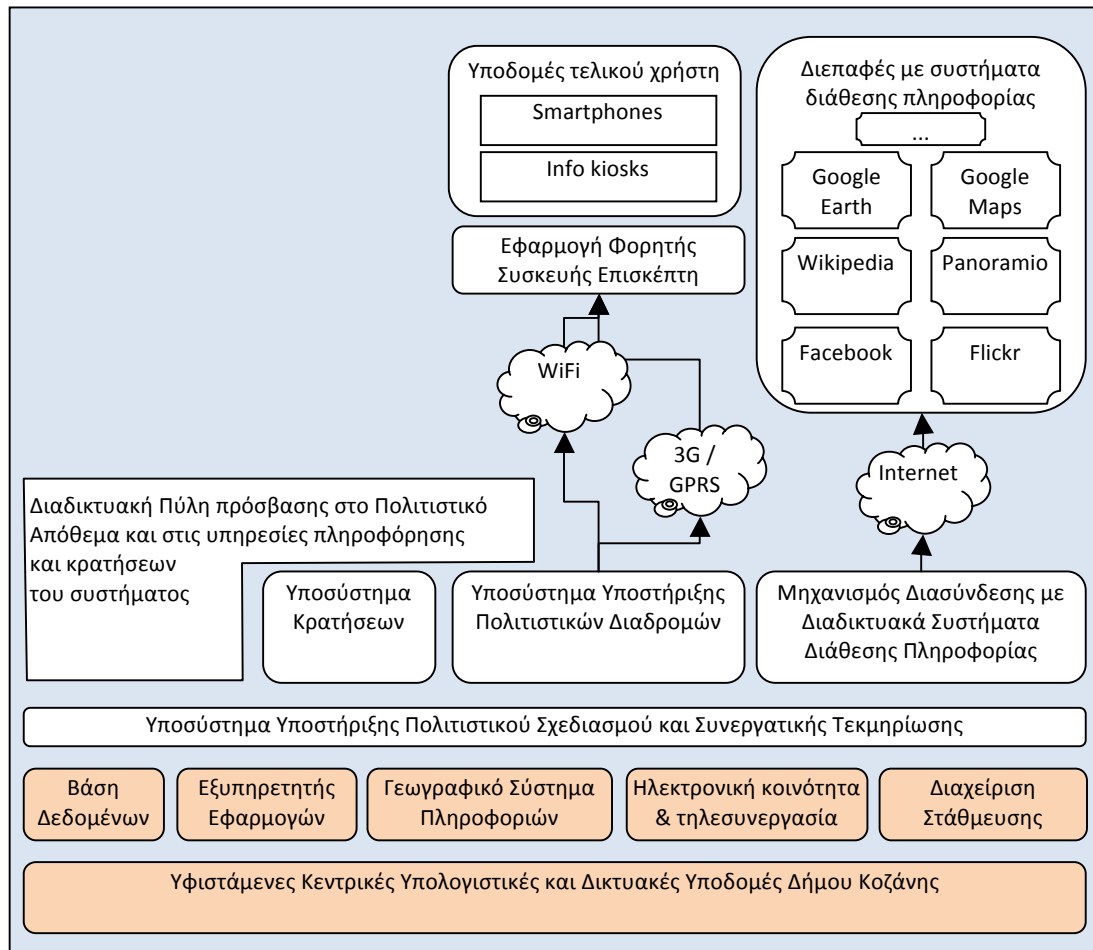 Υποδομές τελικού χρήστη
Smartphones
Info kiosks
Εφαρμογή Φορητής
Συσκευής Επισκέπτη
Διεπαφές με συστήματα
διάθεσης πληροφορίας
...
Google
Earth
Google
Maps
Wikipedia
Panoramio
Facebook
Flickr
WiFi
3G /
GPRS
Internet
Διαδικτυακή Πύλη πρόσβασης στο Πολιτιστικό
Απόθεμα και στις υπηρεσίες πληροφόρησης
και κρατήσεων
του συστήματος
Υποσύστημα
Κρατήσεων
Υποσύστημα Υποστήριξης
Πολιτιστικών Διαδρομών
Μηχανισμός Διασύνδεσης με
Διαδικτυακά Συστήματα
Διάθεσης Πληροφορίας
Υποσύστημα Υποστήριξης Πολιτιστικού Σχεδιασμού και Συνεργατικής Τεκμηρίωσης
Βάση
Δεδομένων
Εξυπηρετητής
Εφαρμογών
Γεωγραφικό Σύστημα
Πληροφοριών
Ηλεκτρονική κοινότητα
& τηλεσυνεργασία
Διαχείριση
Στάθμευσης
Υφιστάμενες Κεντρικές Υπολογιστικές και Δικτυακές Υποδομές Δήμου Κοζάνης